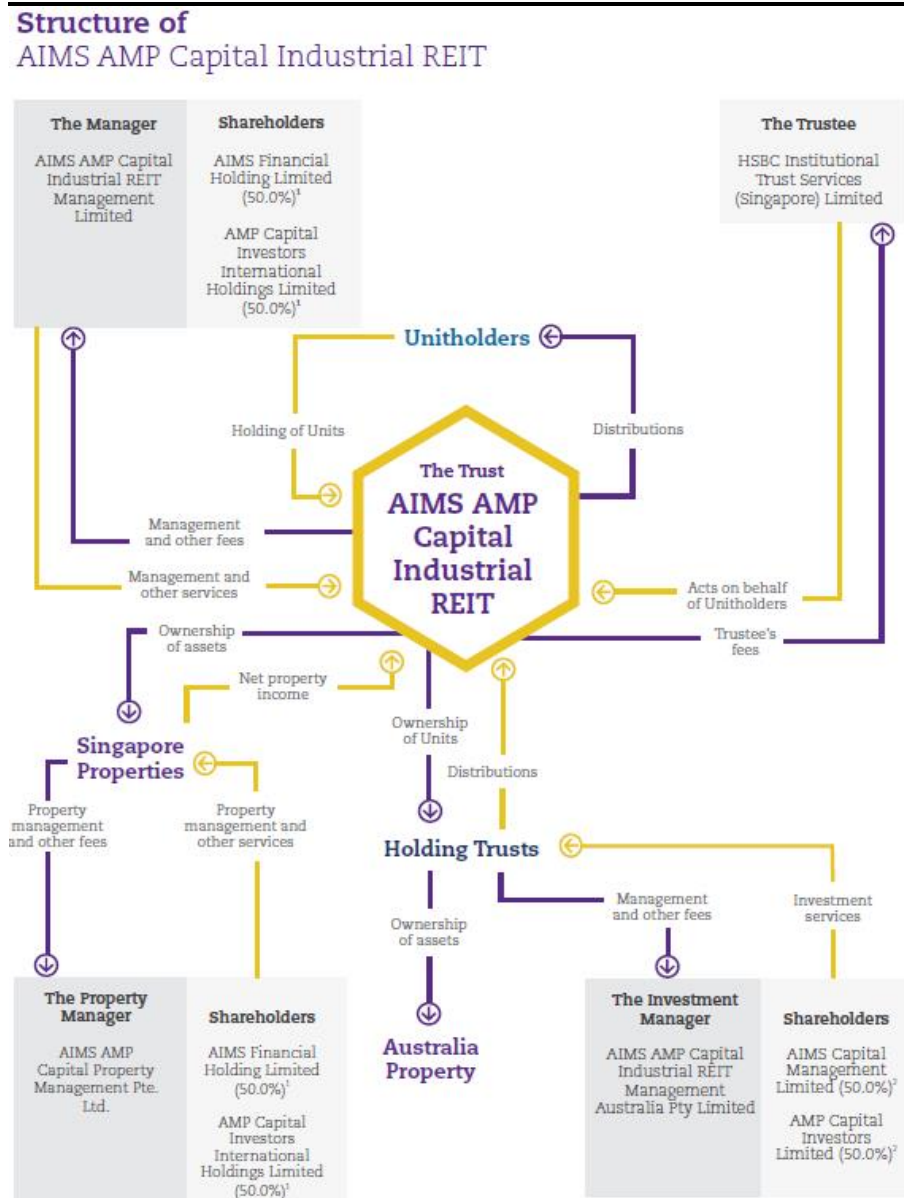 Structure of
AIMS AMP Capital Industrial REIT
The Manager
AIMS AMP Capital
Industrial REIT
Management
Limited
Shareholders
AIMS Financial
Holding Limited
(50.0%)¹
AMP Capital
Investors
International
Holdings Limited
(50.0%)¹
The Trustee
HSBC Institutional
Trust Services
(Singapore) Limited
Unitholders
Holding of Units
Distributions
The Trust
AIMS AMP
Capital
Industrial
REIT
Management
and other fees
Management and
other services
Acts on behalf
of Unitholders
Trustee's
fees
Ownership
of assets
Net property
income
Ownership
of Units
Distributions
Singapore
Properties
Property
management
and other fees
Property
management and
other services
Holding Trusts
Ownership
of assets
Management
and other fees
Investment
services
Australia
Property
The Property
Manager
AIMS AMP
Capital Property
Management Pte.
Ltd.
Shareholders
AIMS Financial
Holding Limited
(50.0%)¹
AMP Capital
Investors
International
Holdings Limited
(50.0%)¹
The Investment
Manager
AIMS AMP Capital
Industrial REIT
Management
Australia Pty Limited
Shareholders
AIMS Capital
Management
Limited (50.0%)²
AMP Capital
Investors
Limited (50.0%)²